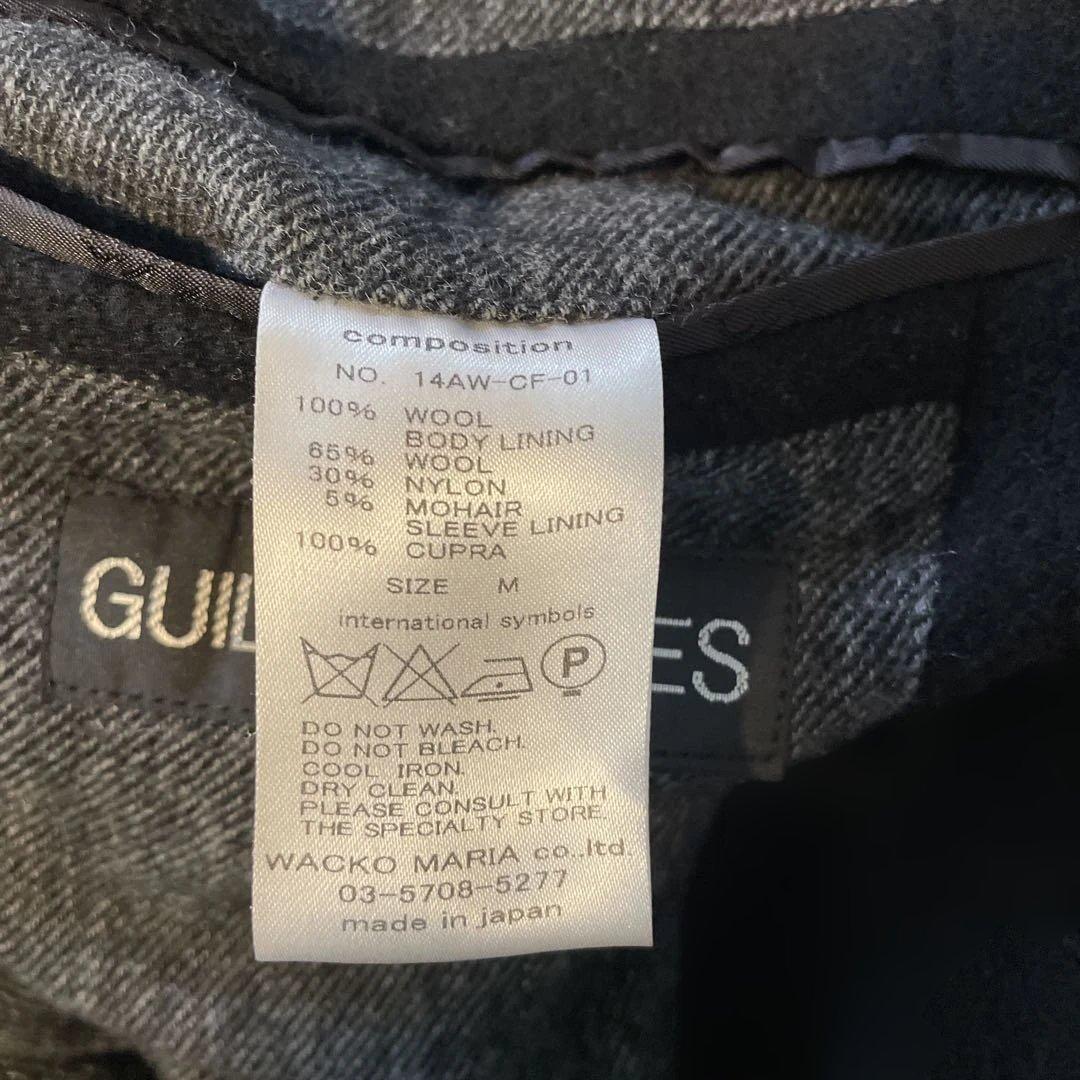 composition
NO. 14AW-CF-01
100% WOOL
BODY LINING
65% WOOL
30% NYLON
5% MOHAIR
SLEEVE LINING
100% CUPRA
SIZE M
international symbols
P
DO NOT WASH.
DO NOT BLEACH.
COOL IRON.
DRY CLEAN.
PLEASE CONSULT WITH
THE SPECIALTY STORE.
WACKO MARIA co.,ltd.
03-5708-5277
made in japan